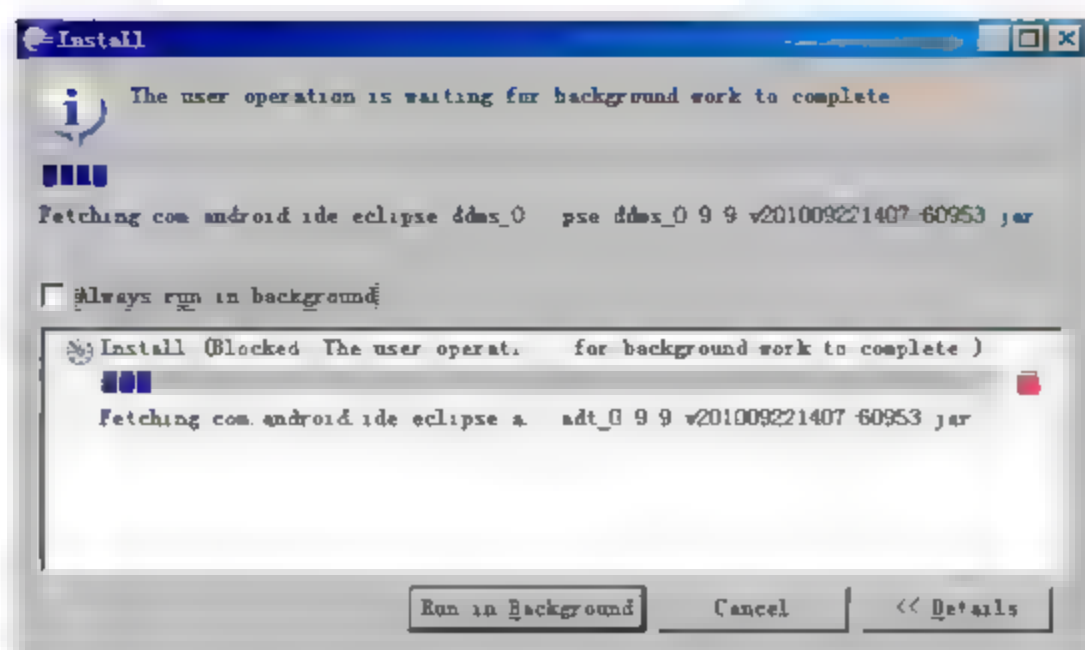 Install
The user operation is waiting for background work to complete
Fetching com android ide eclipse ddms_0 pse ddms_0 9 9 v201009221407-60953 jar
Always run in background
Install (Blocked The user operat. for background work to complete )
Fetching com. android ide eclipse a. adt_0 9 9 v201009221407-60953 jar
Run in Background Cancel << Details